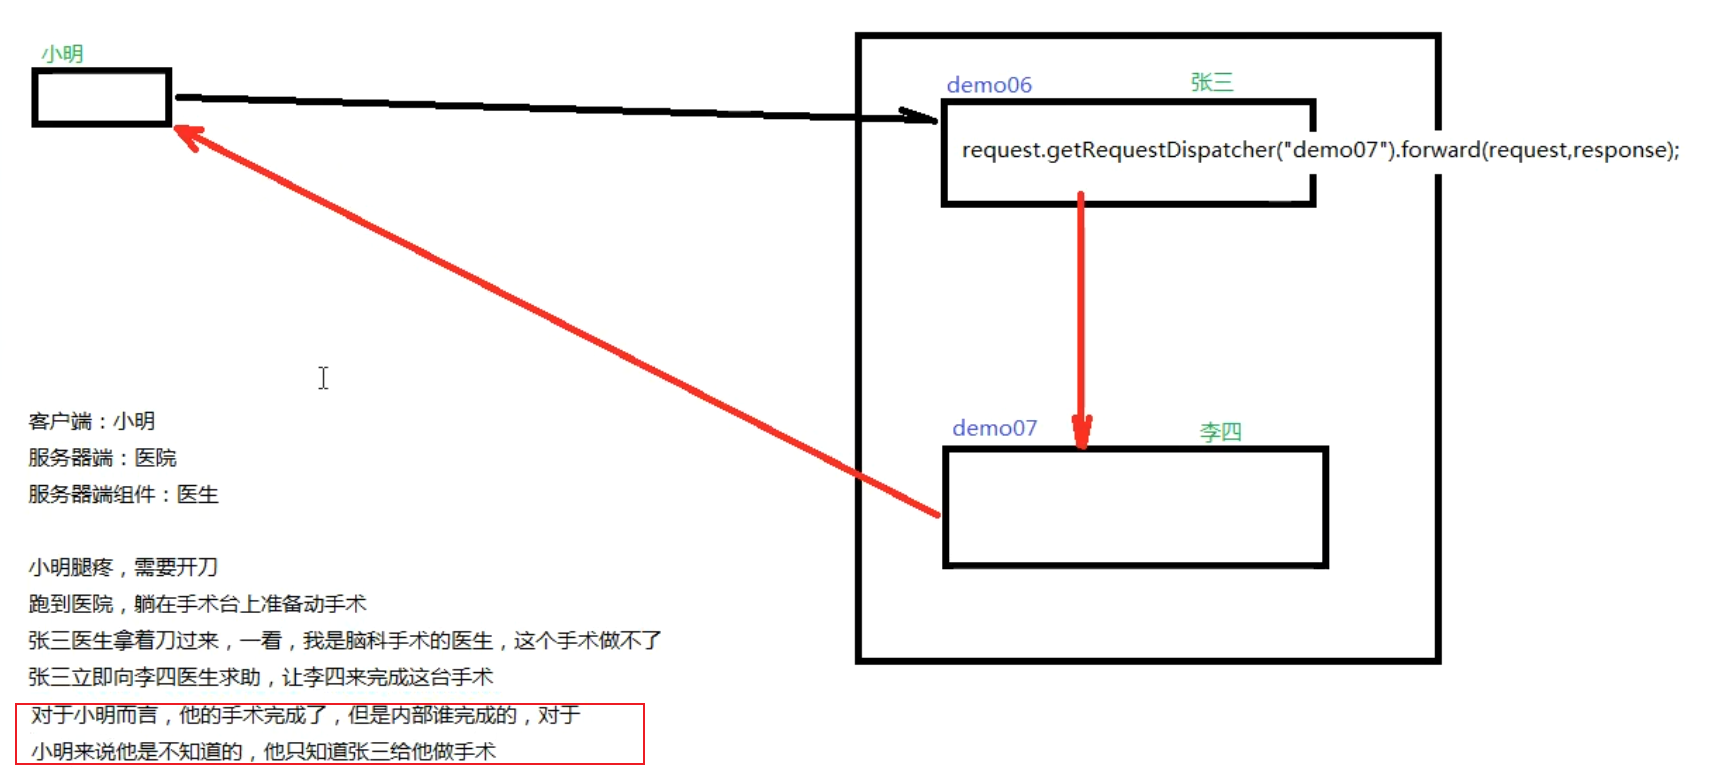 小明
demo06
张三
request.getRequestDispatcher("demo07").forward(request,response);
demo07
李四
客户端：小明
服务器端：医院
服务器端组件：医生
小明腿疼，需要开刀
跑到医院，躺在手术台上准备动手术
张三医生拿着刀过来，一看，我是脑科手术的医生，这个手术做不了
张三立即向李四医生求助，让李四来完成这台手术
对于小明而言，他的手术完成了，但是内部谁完成的，对于
小明来说他是不知道的，他只知道张三给他做手术